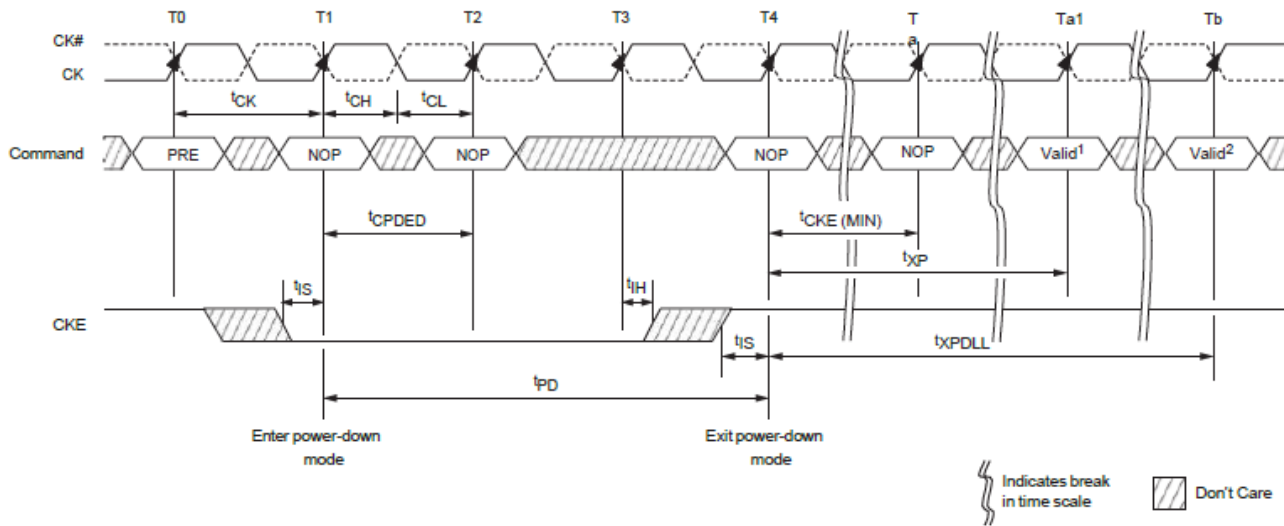 T0 T1 T2 T3 T4 T a Ta1 Tb
CK#
CK
tCK tCH tCL
Command PRE NOP NOP NOP NOP Valid1 Valid2
tCPDED tCKE (MIN)
tXP
tIS tIH
CKE
tIS tXPDLL
tPD
Enter power-down
mode
Exit power-down
mode
Indicates break
in time scale
Don't Care